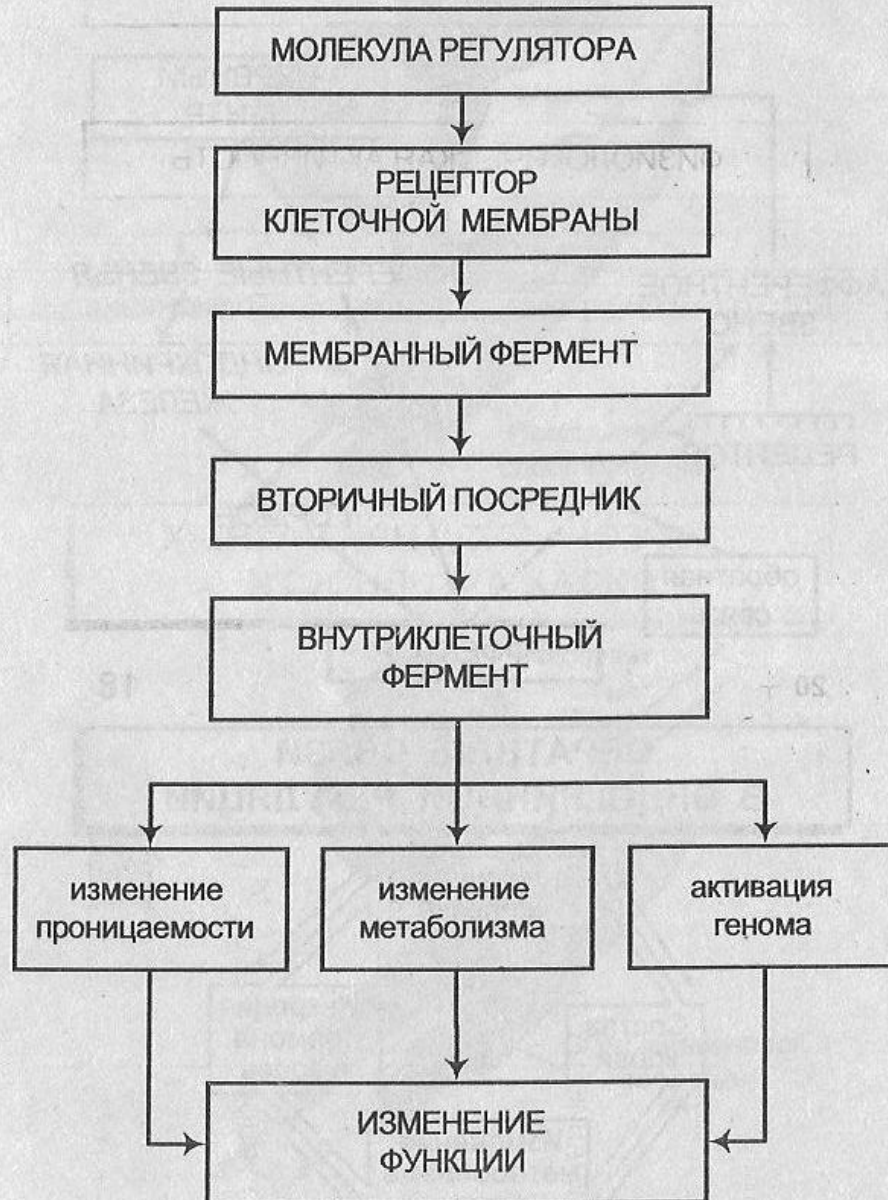 МОЛЕКУЛА РЕГУЛЯТОРА
РЕЦЕПТОР
КЛЕТОЧНОЙ МЕМБРАНЫ
МЕМБРАННЫЙ ФЕРМЕНТ
ВТОРИЧНЫЙ ПОСРЕДНИК
ВНУТРИКЛЕТОЧНЫЙ
ФЕРМЕНТ
изменение
проницаемости
изменение
метаболизма
активация
генома
ИЗМЕНЕНИЕ
ФУНКЦИИ